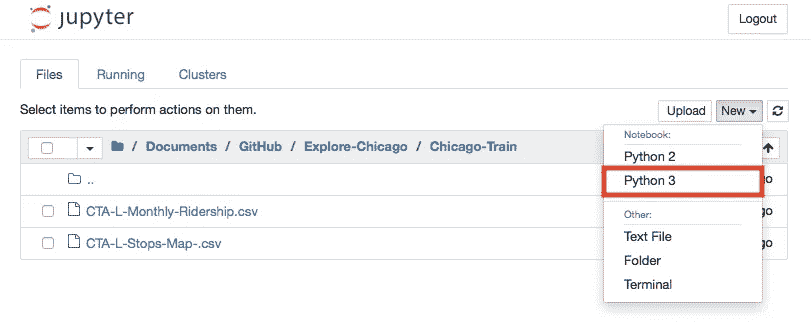 jupyter
Logout
Files Running Clusters
Select items to perform actions on them.
Upload New
/ Documents / GitHub / Explore-Chicago / Chicago-Train
..
CTA-L-Monthly-Ridership.csv
CTA-L-Stops-Map-.csv
Notebook:
Python 2
Python 3
Other:
Text File
Folder
Terminal